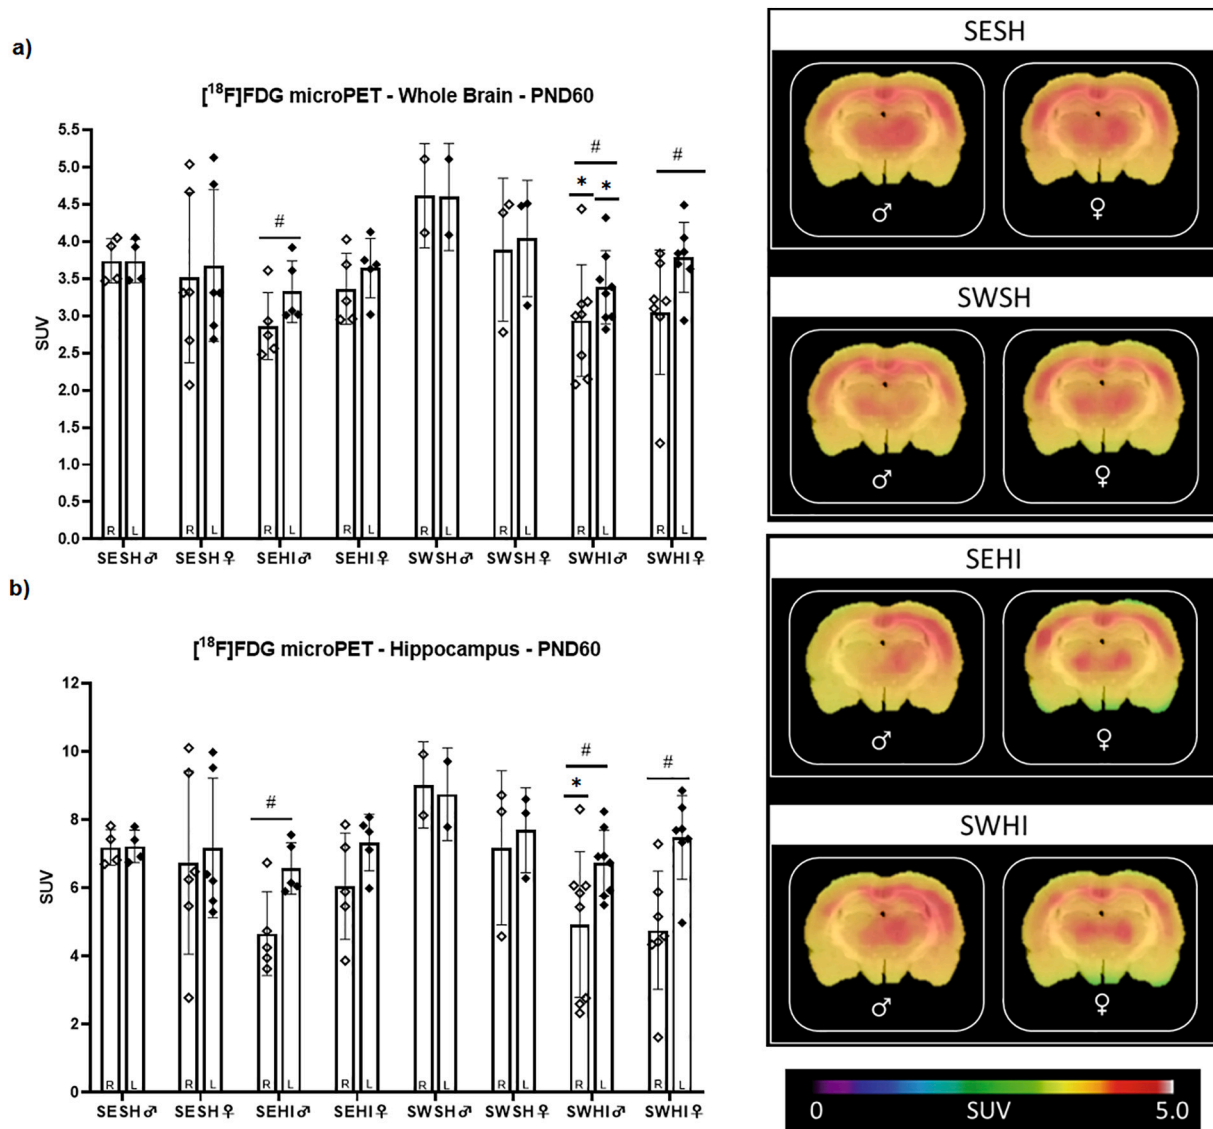 a)
[18F]FDG microPET - Whole Brain - PND60
5.5
5.0
4.5
4.0
3.5
3.0
2.5
2.0
1.5
1.0
0.5
0.0
SUV
# # #
* *
R L R L R L R L R L R L R L R L
SESH♂ SESH♀ SEHI♂ SEHI♀ SWSH♂ SWSH♀ SWHI♂ SWHI♀
b)
[18F]FDG microPET - Hippocampus - PND60
12
10
8
6
4
2
0
SUV
# # #
*
R L R L R L R L R L R L R L R L
SESH♂ SESH♀ SEHI♂ SEHI♀ SWSH♂ SWSH♀ SWHI♂ SWHI♀
SESH
♂ ♀
SWSH
♂ ♀
SEHI
♂ ♀
SWHI
♂ ♀
0 SUV 5.0